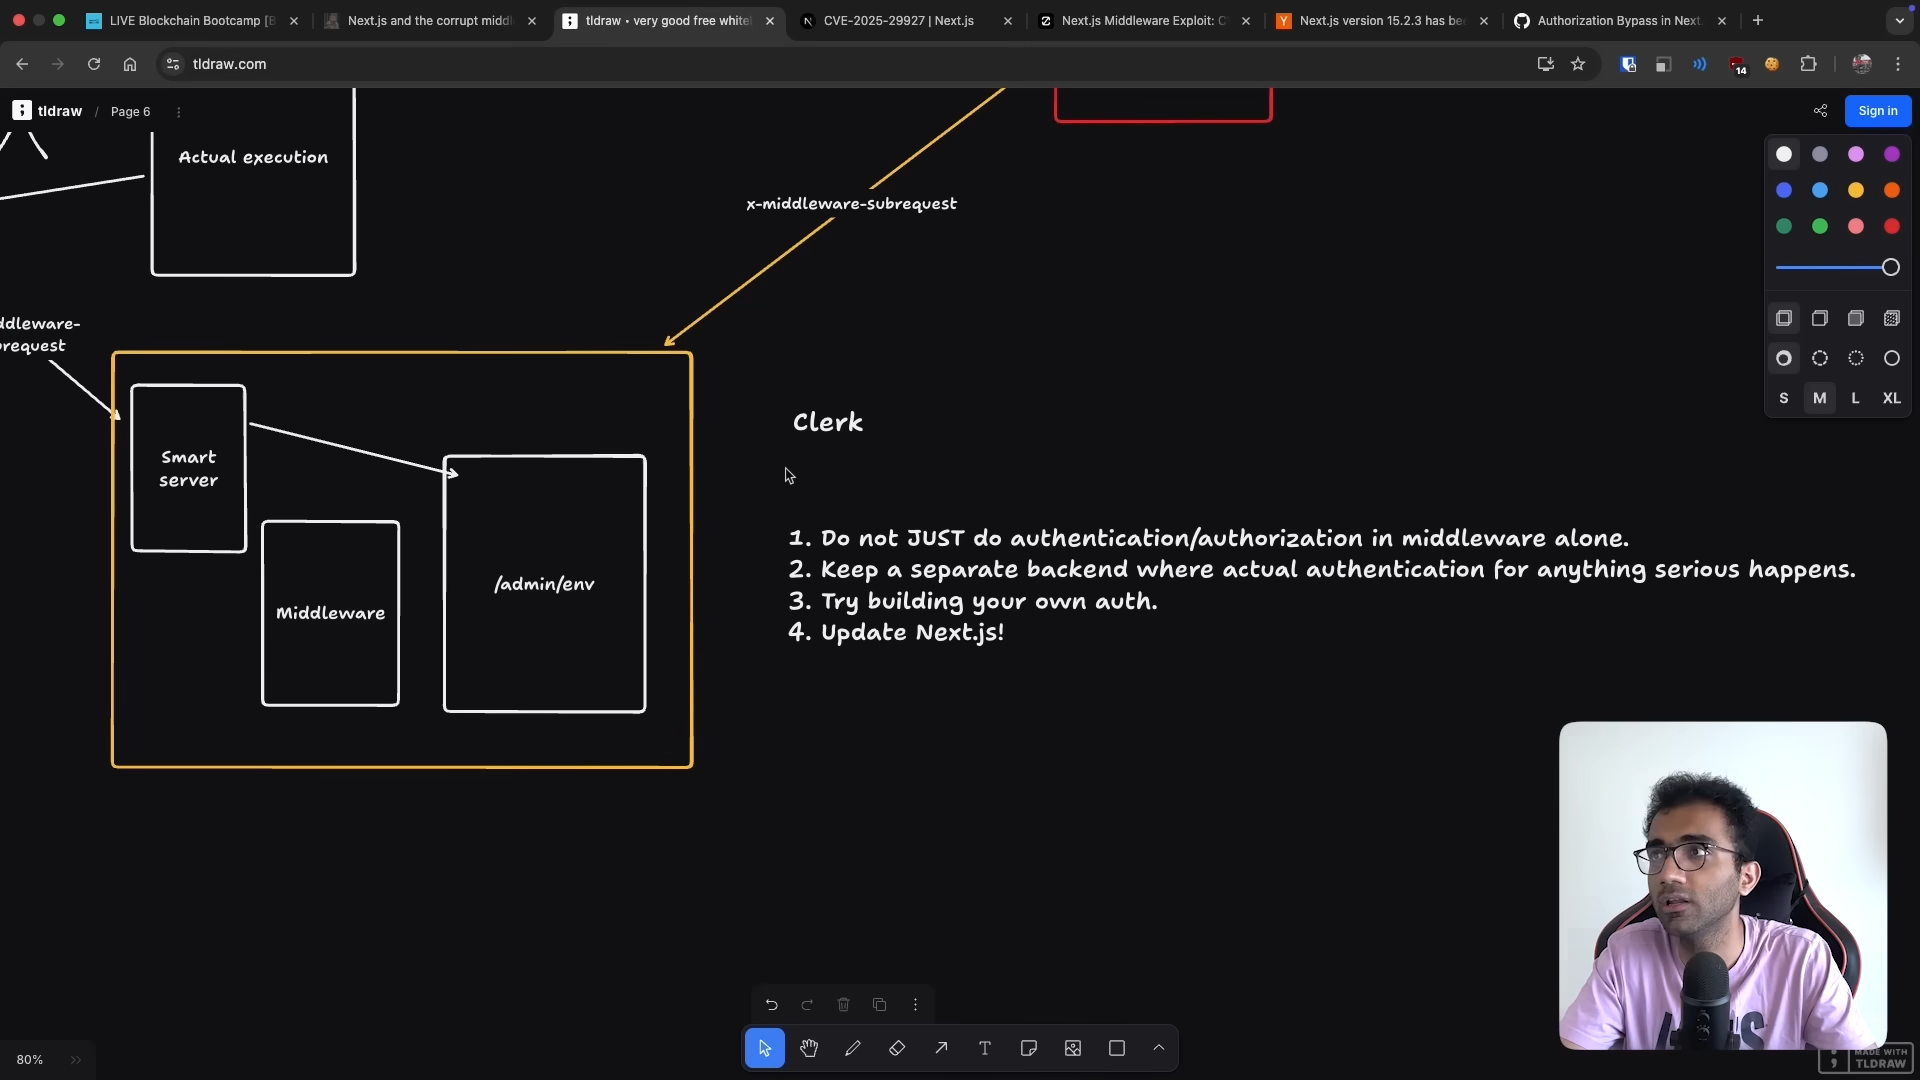 LIVE Blockchain Bootcamp [B
Next.js and the corrupt middl
tldraw • very good free white
CVE-2025-29927 | Next.js
Next.js Middleware Exploit: C
Next.js version 15.2.3 has be
Authorization Bypass in Next.
tldraw.com
14
tldraw / Page 6
Sign in
Actual execution
x-middleware-subrequest
ddleware-
request
Smart
server
Middleware
/admin/env
Clerk
1. Do not JUST do authentication/authorization in middleware alone.
2. Keep a separate backend where actual authentication for anything serious happens.
3. Try building your own auth.
4. Update Next.js!
S M L XL
80%
MADE WITH
TLDRAW